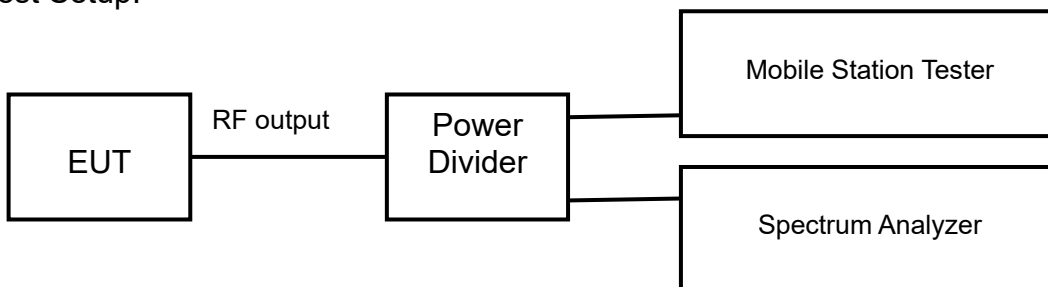 EUT
RF output
Power
Divider
Mobile Station Tester
Spectrum Analyzer